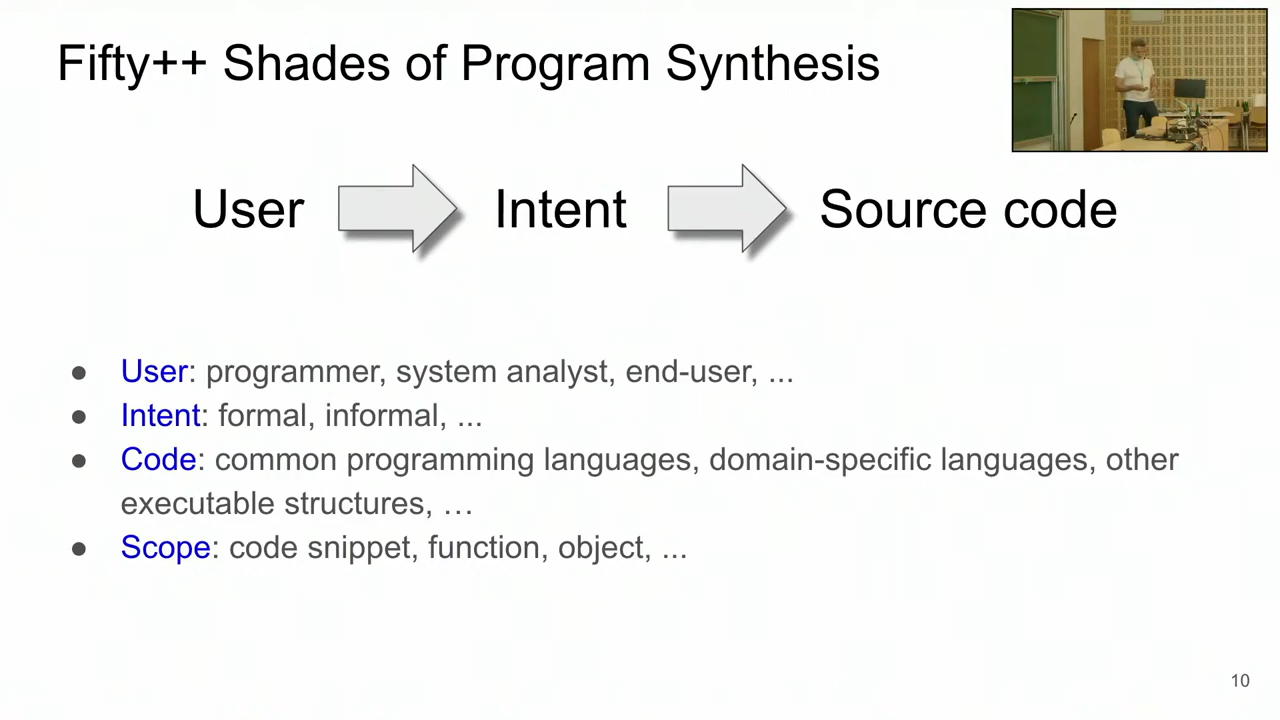 Fifty++ Shades of Program Synthesis
User
Intent
Source code
● User: programmer, system analyst, end-user, ...
● Intent: formal, informal, ...
● Code: common programming languages, domain-specific languages, other
executable structures, …
● Scope: code snippet, function, object, ...
10